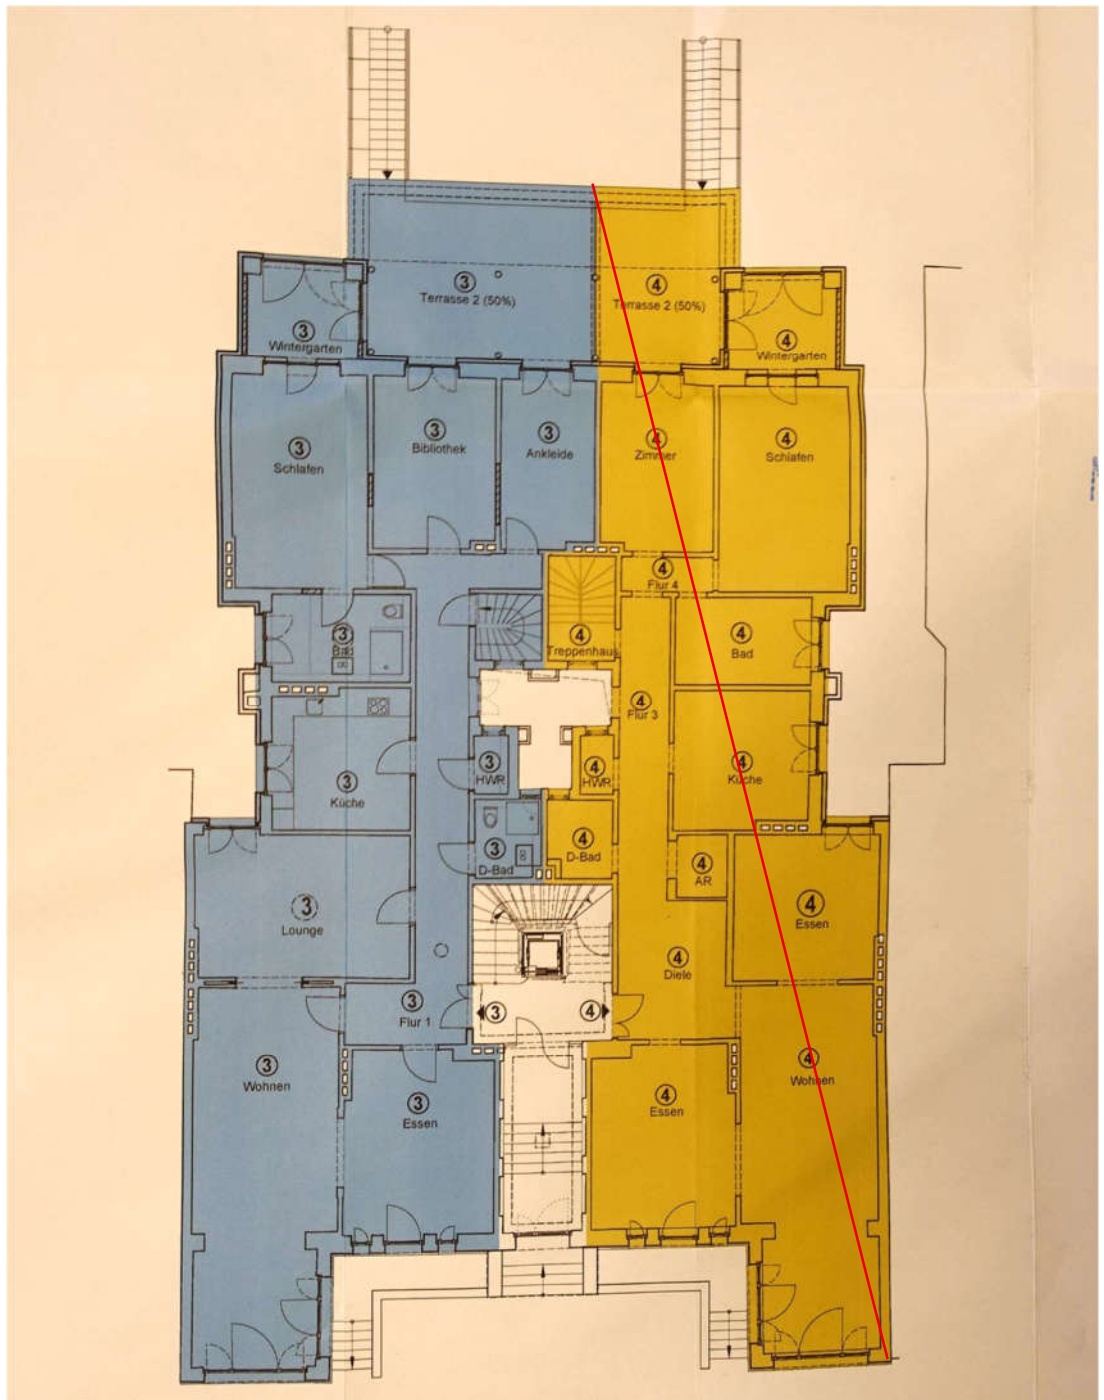 3
Terrasse 2 (50%)
4
Terrasse 2 (50%)
3
Wintergarten
4
Wintergarten
3
Schlafen
3
Bibliothek
3
Ankleide
4
Zimmer
4
Schlafen
4
Flur 4
3
Bad
4
Treppenhaus
4
Bad
4
Flur 3
3
Küche
3
HWR
4
HWR
4
Küche
3
D-Bad
4
D-Bad
4
AR
3
Lounge
4
Essen
4
Diele
3
Flur 1
3
4
3
Wohnen
3
Essen
4
Essen
4
Wohnen